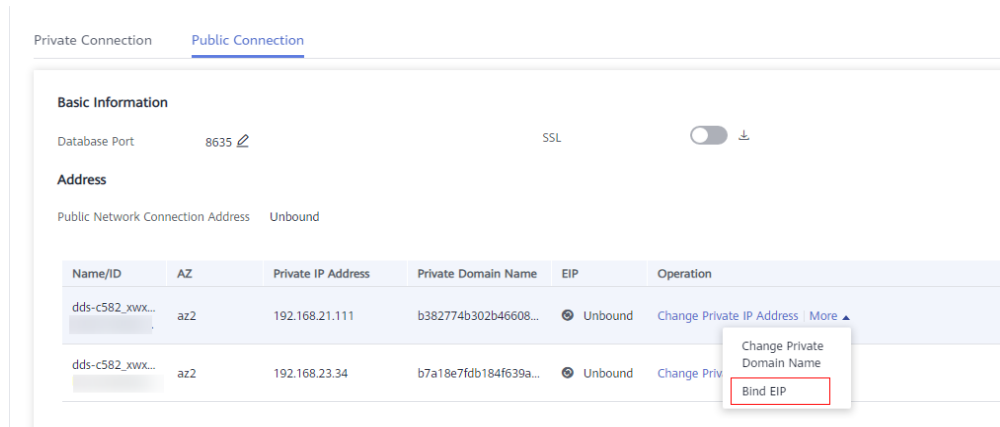 Private Connection Public Connection
Basic Information
Database Port 8635 SSL
Address
Public Network Connection Address Unbound
Name/ID AZ Private IP Address Private Domain Name EIP Operation
dds-c582_xwx... az2 192.168.21.111 b382774b302b46608... Unbound Change Private IP Address | More
Change Private
Domain Name
dds-c582_xwx... az2 192.168.23.34 b7a18e7fdb184f639a... Unbound Change Priv
Bind EIP